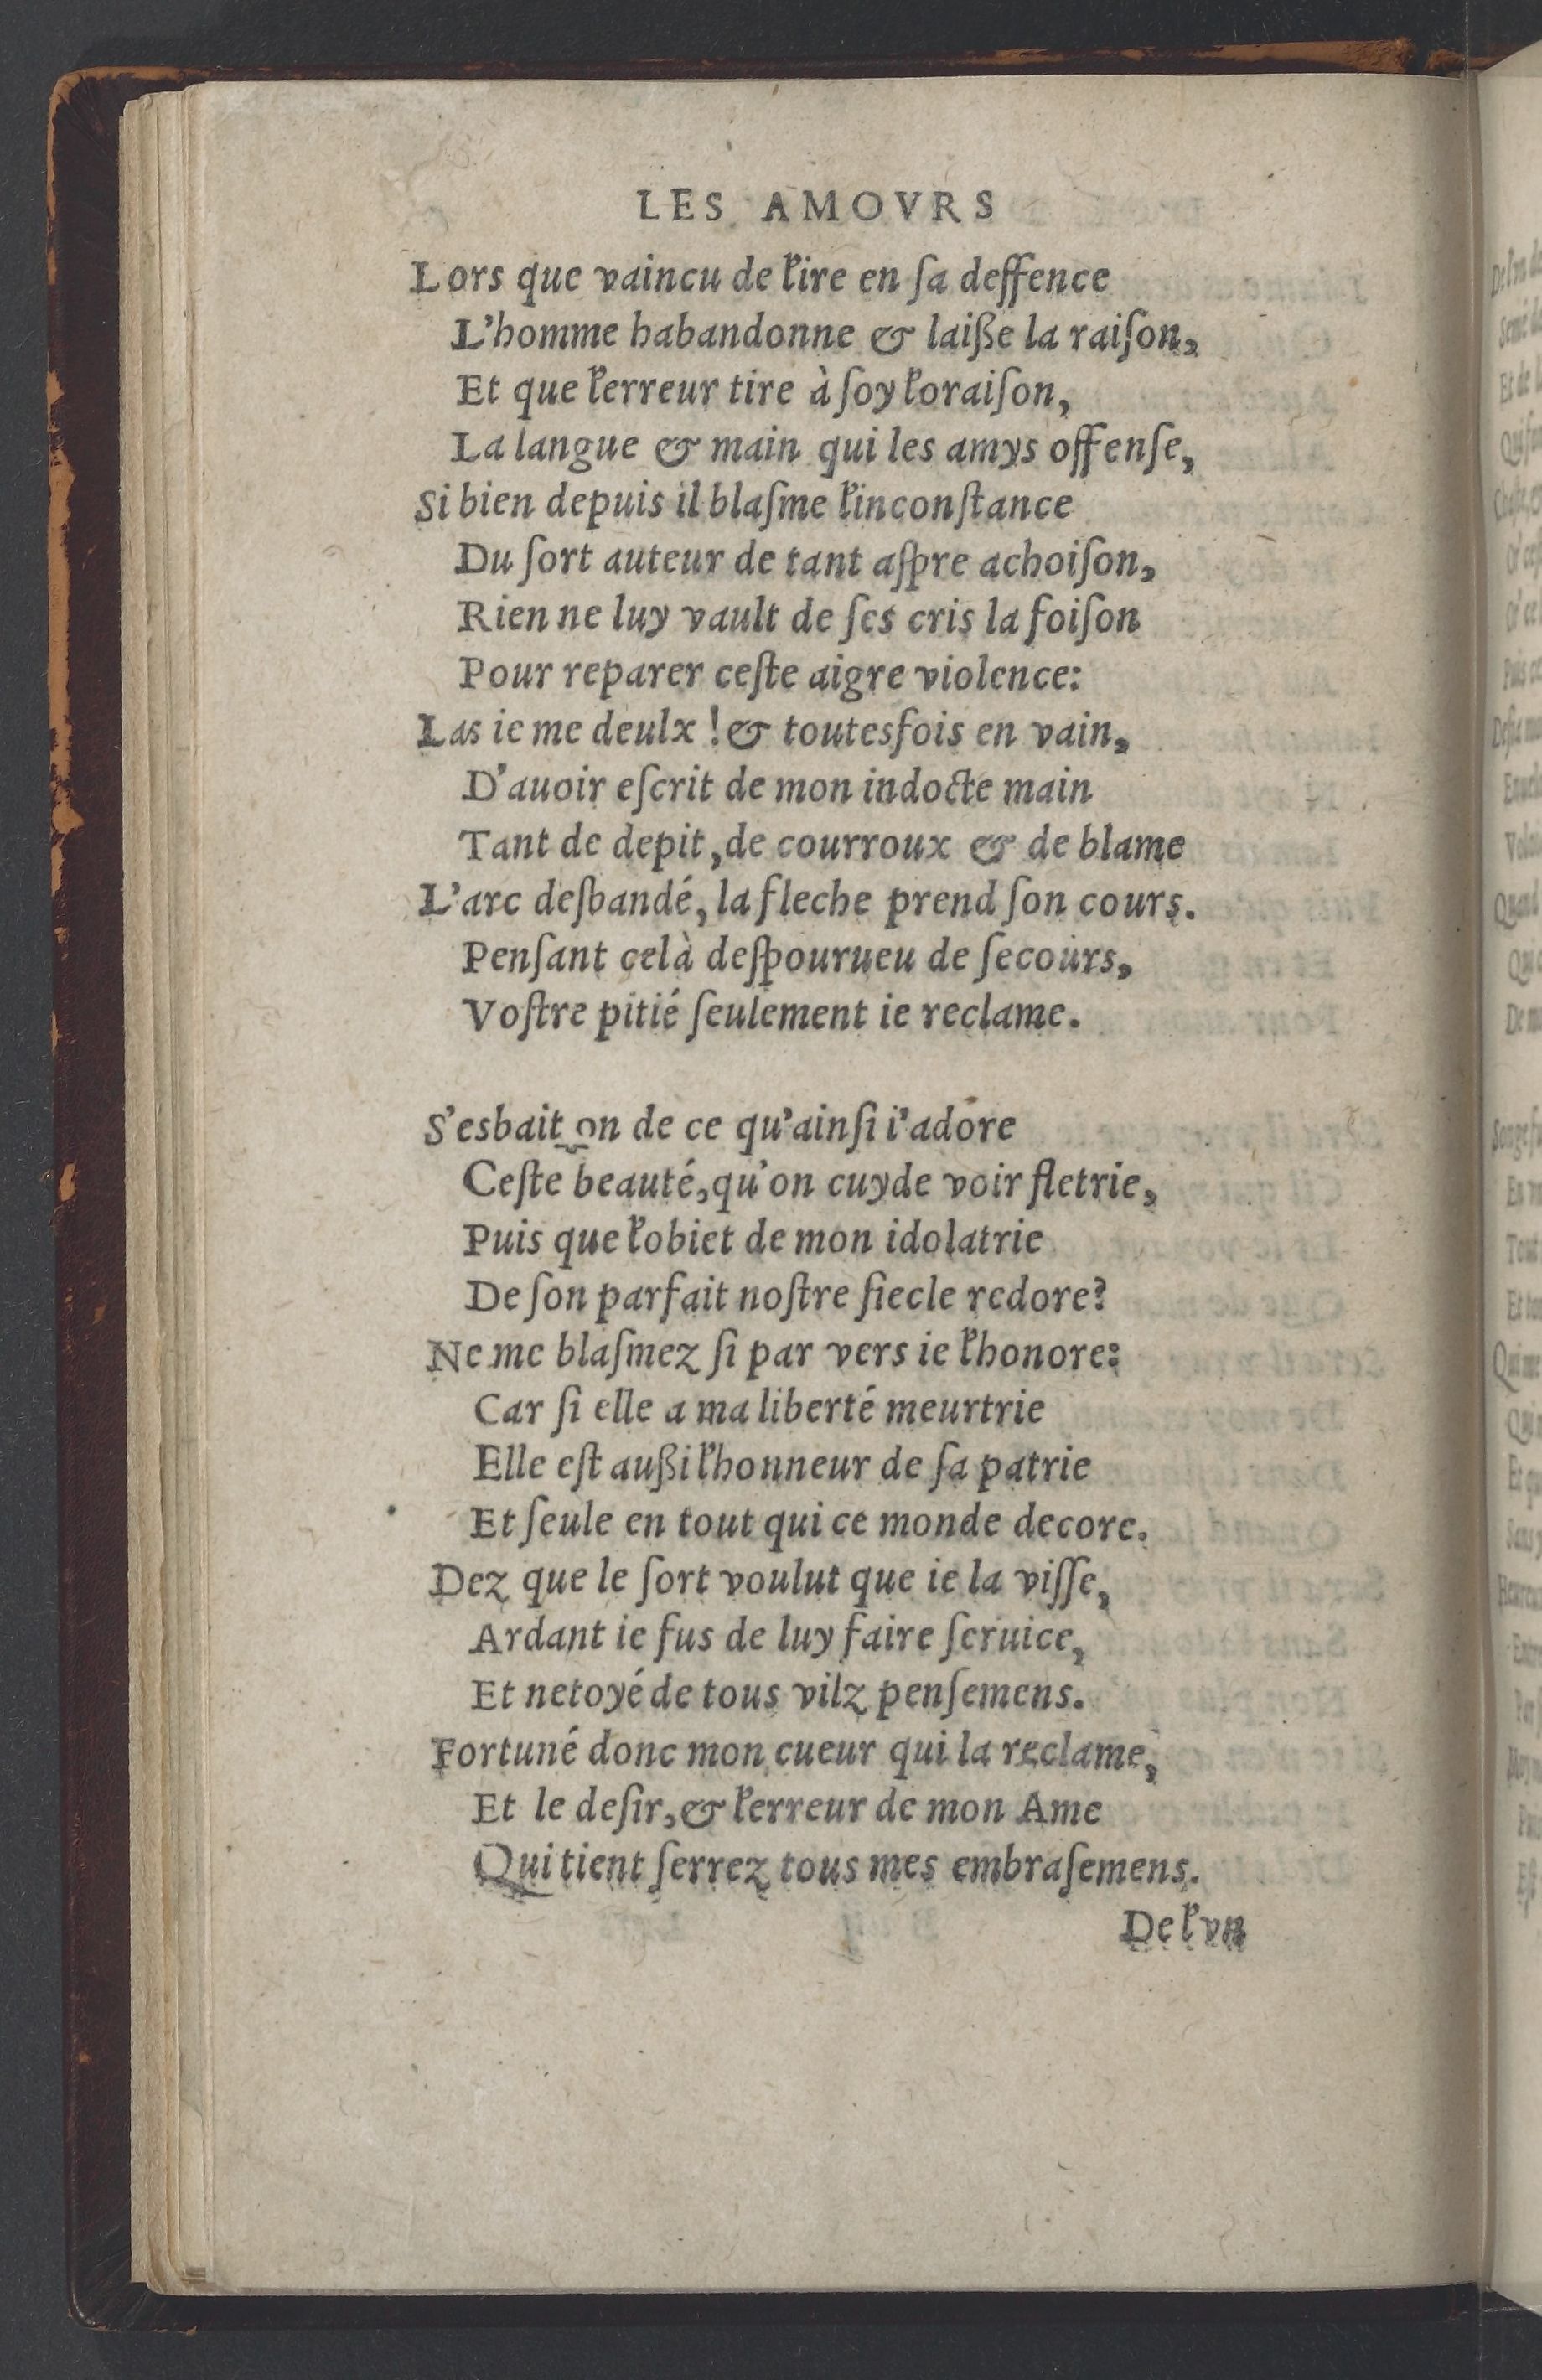 LES AMOVRS
Lors que vaincu de l'ire en ſa deffence
L'homme habandonne & laiße la raiſon,
Et que l'erreur tire à ſoy l'oraiſon,
La langue & main qui les amys offenſe,
Si bien depuis il blaſme l'inconſtance
Du ſort auteur de tant aſpre achoiſon,
Rien ne luy vault de ſes cris la foiſon
Pour reparer ceſte aigre violence:
Las ie me deulx ! & toutesfois en vain,
D'auoir eſcrit de mon indocte main
Tant de depit, de courroux & de blame
L'arc deſbandé, la fleche prend ſon cours.
Penſant celà deſpourueu de ſecours,
Voſtre pitié ſeulement ie reclame.
S'esbait‿on de ce qu'ainſi i'adore
Ceſte beauté, qu'on cuyde voir fletrie,
Puis que l'obiet de mon idolatrie
De ſon parfait noſtre ſiecle redore?
Ne me blaſmez ſi par vers ie l'honore:
Car ſi elle a ma liberté meurtrie
Elle eſt außi l'honneur de ſa patrie
Et ſeule en tout qui ce monde decore.
Dez que le ſort voulut que ie la viſſe,
Ardant ie fus de luy faire ſeruice,
Et netoyé de tous vilz penſemens.
Fortuné donc mon cueur qui la reclame,
Et le deſir, & l'erreur de mon Ame
Qui tient ſerrez tous mes embraſemens.
De l'vn